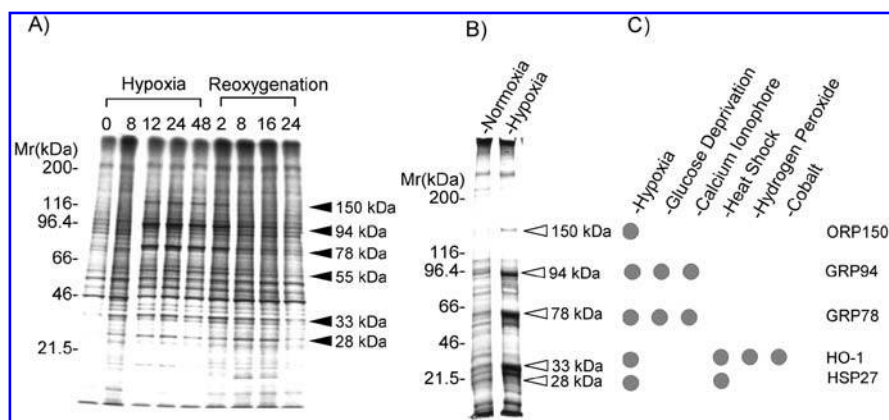 A)
Hypoxia Reoxygenation
0 8 12 24 48 2 8 16 24
Mr(kDa)
200-
116-
96.4-
66-
46-
21.5-
150 kDa
94 kDa
78 kDa
55 kDa
33 kDa
28 kDa
B)
-Normoxia
-Hypoxia
Mr(kDa)
200-
116-
96.4-
66-
46-
21.5-
150 kDa
94 kDa
78 kDa
33 kDa
28 kDa
C)
-Hypoxia
-Glucose Deprivation
-Calcium Ionophore
-Heat Shock
-Hydrogen Peroxide
-Cobalt
ORP150
GRP94
GRP78
HO-1
HSP27